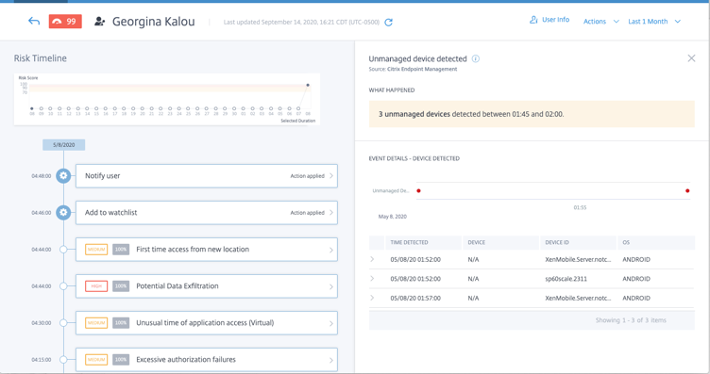 99 Georgina Kalou Last updated September 14, 2020, 16:21 CDT (UTC-0500) User Info Actions Last 1 Month
Risk Timeline
Risk Score
100
Selected Duration
5/8/2020
04:48:00 Notify user Action applied
04:46:00 Add to watchlist Action applied
04:44:00 MEDIUM 100% First time access from new location
04:44:00 HIGH 100% Potential Data Exfiltration
04:30:00 MEDIUM 100% Unusual time of application access (Virtual)
04:15:00 MEDIUM 100% Excessive authorization failures
Unmanaged device detected
Source: Citrix Endpoint Management
WHAT HAPPENED
3 unmanaged devices detected between 01:45 and 02:00.
EVENT DETAILS - DEVICE DETECTED
Unmanaged De...
01:55
May 8, 2020
TIME DETECTED DEVICE DEVICE ID OS
05/08/20 01:52:00 N/A XenMobile.Server.notc... ANDROID
05/08/20 01:52:00 N/A sp60scale.2311 ANDROID
05/08/20 01:57:00 N/A XenMobile.Server.notc... ANDROID
Showing 1 - 3 of 3 items